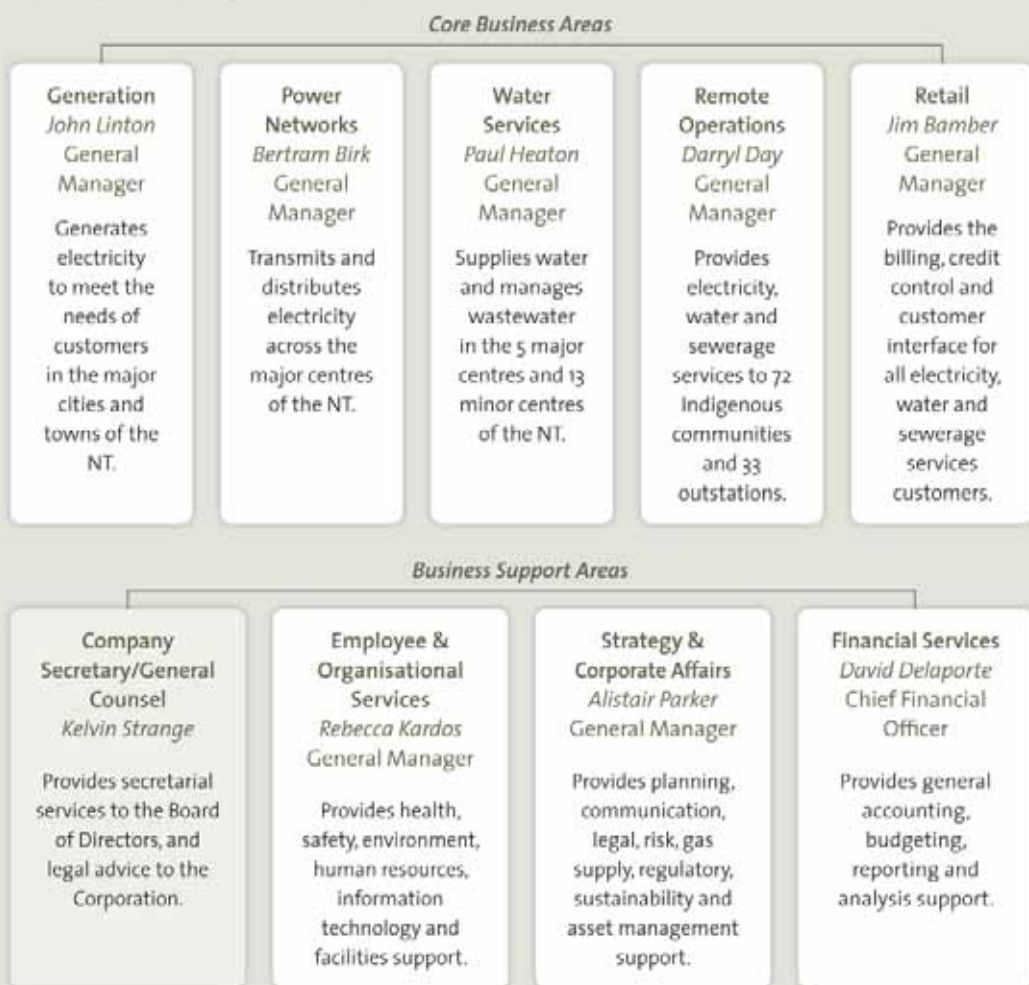 Core Business Areas
Generation
John Linton
General
Manager
Generates
electricity
to meet the
needs of
customers
in the major
cities and
towns of the
NT.
Power
Networks
Bertram Birk
General
Manager
Transmits and
distributes
electricity
across the
major centres
of the NT.
Water
Services
Paul Heaton
General
Manager
Supplies water
and manages
wastewater
in the 5 major
centres and 13
minor centres
of the NT.
Remote
Operations
Darryl Day
General
Manager
Provides
electricity,
water and
sewerage
services to 72
Indigenous
communities
and 33
outstations.
Retail
Jim Bamber
General
Manager
Provides the
billing, credit
control and
customer
interface for
all electricity,
water and
sewerage
services
customers.
Business Support Areas
Company
Secretary/General
Counsel
Kelvin Strange
Provides secretarial
services to the Board
of Directors, and
legal advice to the
Corporation.
Employee &
Organisational
Services
Rebecca Kardos
General Manager
Provides health,
safety, environment,
human resources,
information
technology and
facilities support.
Strategy &
Corporate Affairs
Alistair Parker
General Manager
Provides planning,
communication,
legal, risk, gas
supply, regulatory,
sustainability and
asset management
support.
Financial Services
David Delaporte
Chief Financial
Officer
Provides general
accounting,
budgeting,
reporting and
analysis support.